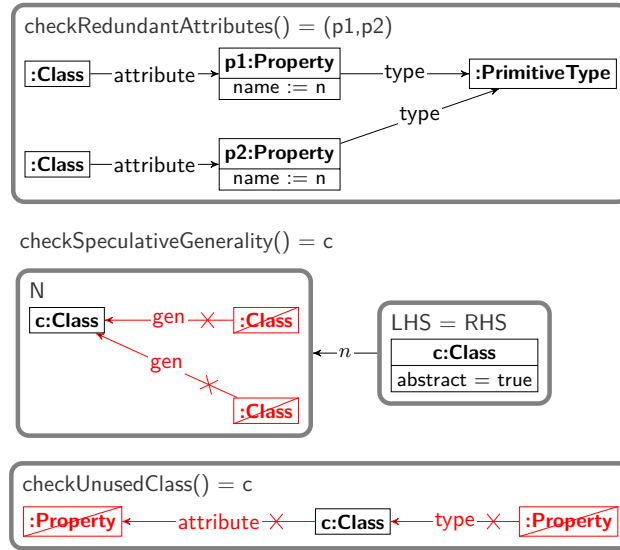 checkRedundantAttributes() = (p1,p2)
:Class attribute p1:Property type :PrimitiveType
name := n
type
:Class attribute p2:Property
name := n
checkSpeculativeGenerality() = c
N
c:Class gen :Class
gen
:Class
n
LHS = RHS
c:Class
abstract = true
checkUnusedClass() = c
:Property attribute c:Class type :Property